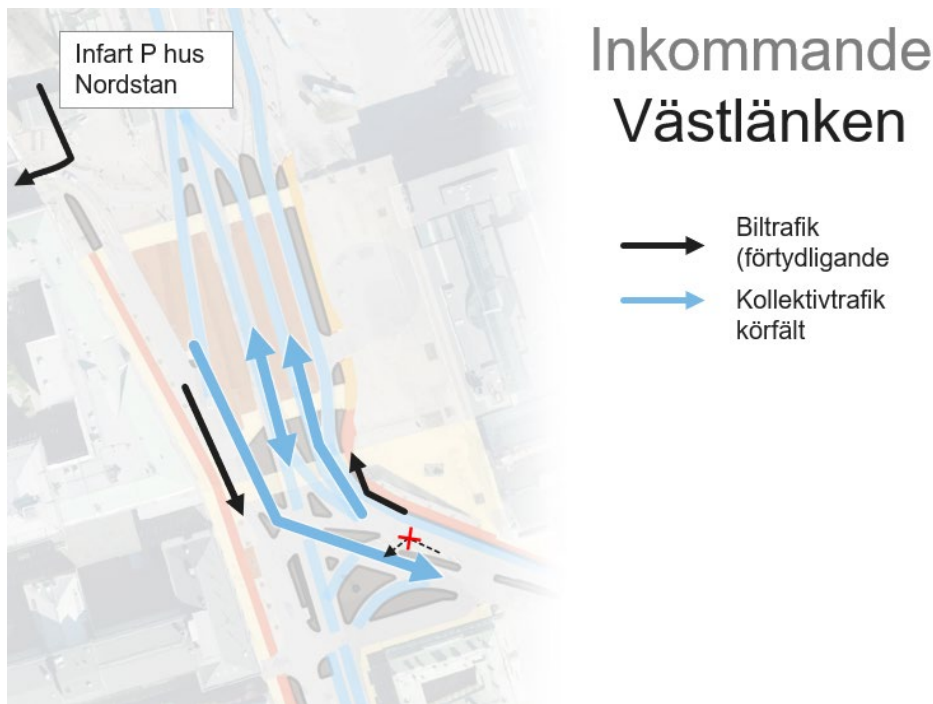 Infart P hus
Nordstan
Inkommande
Västlänken
Biltrafik
(förtydligande
Kollektivtrafik
körfält